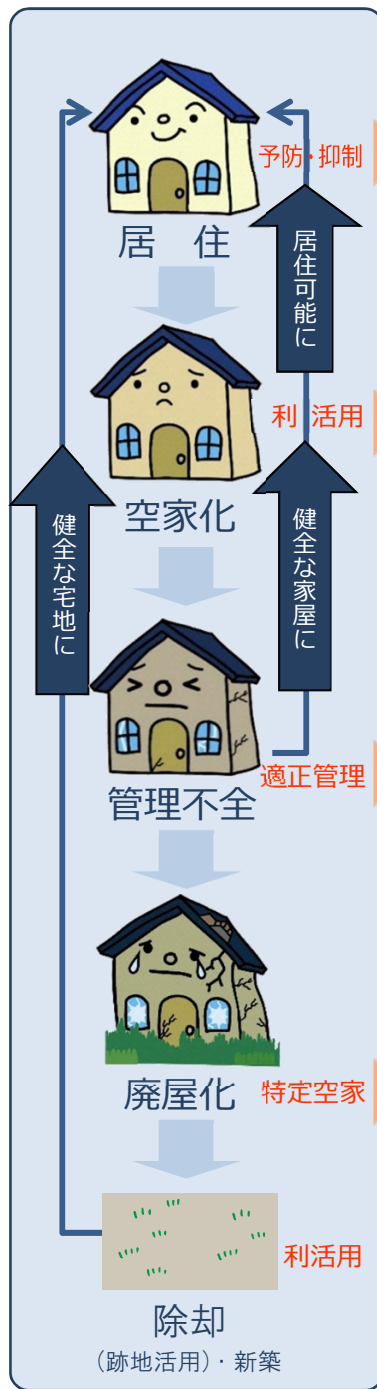 予防・抑制
居 住
居住可能に
利 活用
空家化
健全な宅地に
健全な家屋に
適正管理
管理不全
廃屋化
特定空家
利活用
除却
(跡地活用)・新築